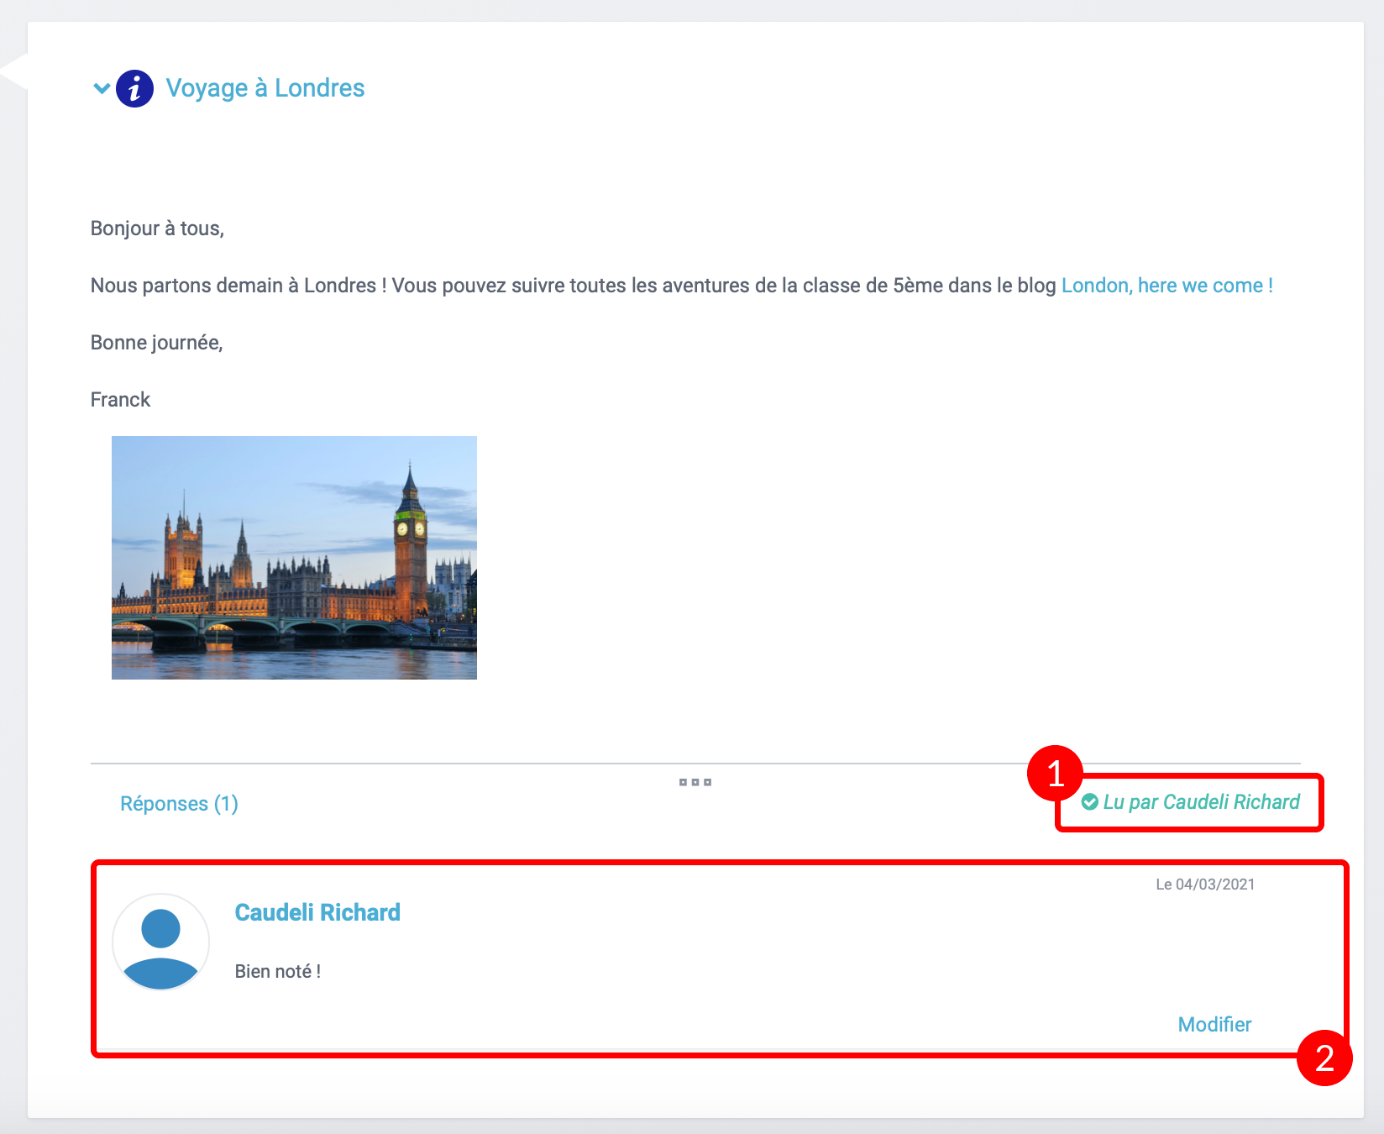 Voyage à Londres
Bonjour à tous,
Nous partons demain à Londres ! Vous pouvez suivre toutes les aventures de la classe de 5ème dans le blog London, here we come !
Bonne journée,
Franck
1
Réponses (1)
Lu par Caudeli Richard
Le 04/03/2021
Caudeli Richard
Bien noté !
Modifier
2